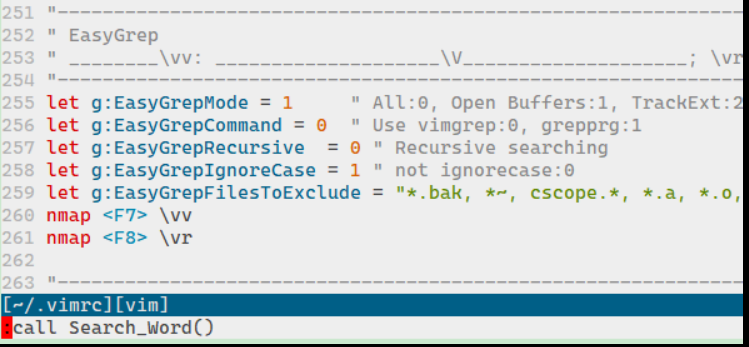 251 "--------------------------------------------------------------
252 " EasyGrep
253 " ________\vv: ____________________\V____________________; \vr
254 "--------------------------------------------------------------
255 let g:EasyGrepMode = 1     " All:0, Open Buffers:1, TrackExt:2
256 let g:EasyGrepCommand = 0  " Use vimgrep:0, grepprg:1
257 let g:EasyGrepRecursive  = 0 " Recursive searching
258 let g:EasyGrepIgnoreCase = 1 " not ignorecase:0
259 let g:EasyGrepFilesToExclude = "*.bak, *~, cscope.*, *.a, *.o,
260 nmap <F7> \vv
261 nmap <F8> \vr
262
263 "--------------------------------------------------------------
[~/.vimrc][vim]
:call Search_Word()